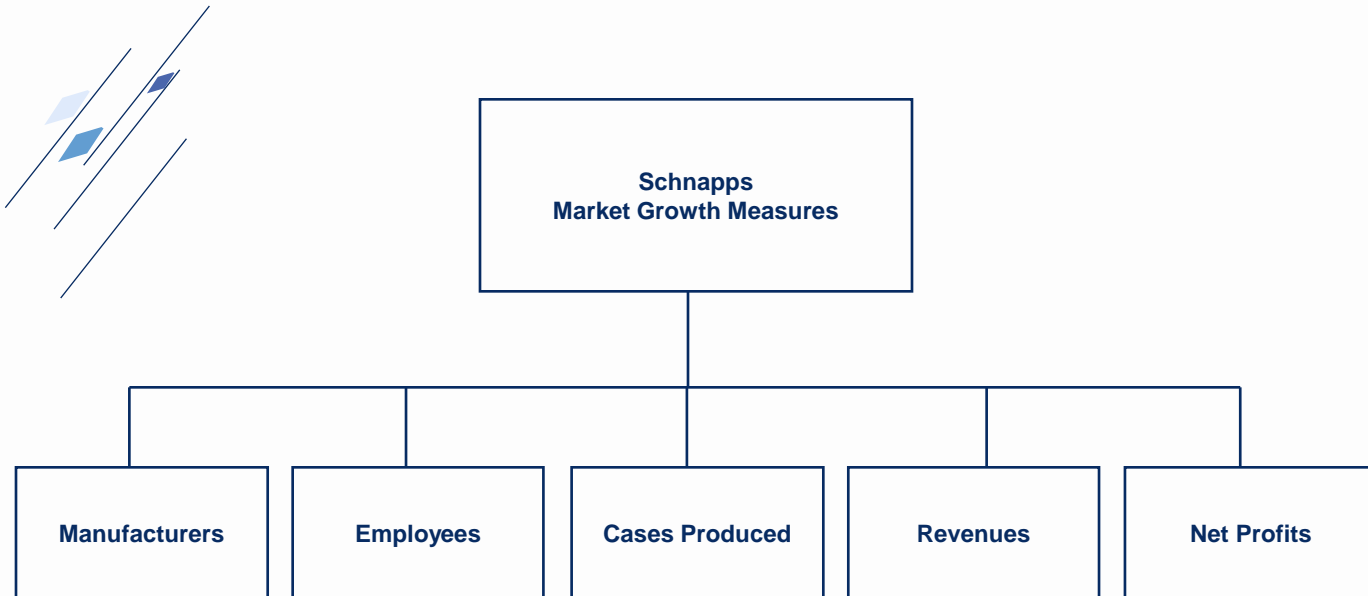 Schnapps
Market Growth Measures
Manufacturers
Employees
Cases Produced
Revenues
Net Profits